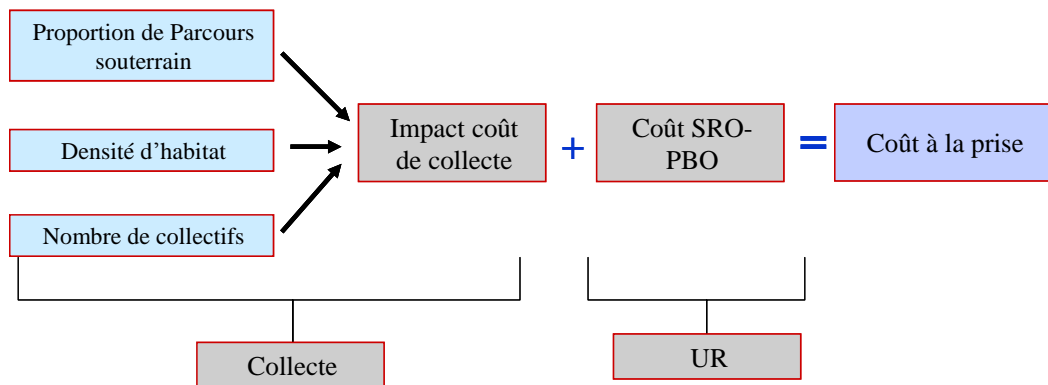 Proportion de Parcours
souterrain
Densité d’habitat
Nombre de collectifs
Impact coût
de collecte
+
Coût SRO-
PBO
=
Coût à la prise
Collecte
UR